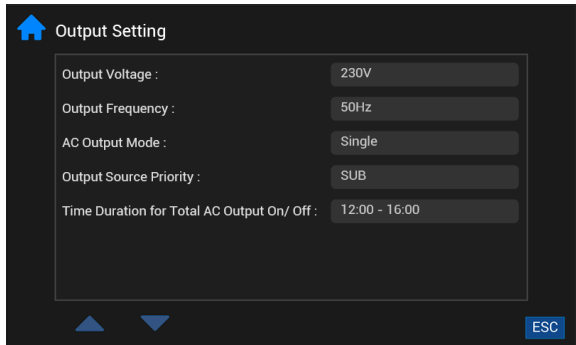 Output Setting
Output Voltage : 230V
Output Frequency : 50Hz
AC Output Mode : Single
Output Source Priority : SUB
Time Duration for Total AC Output On/ Off : 12:00 - 16:00
ESC